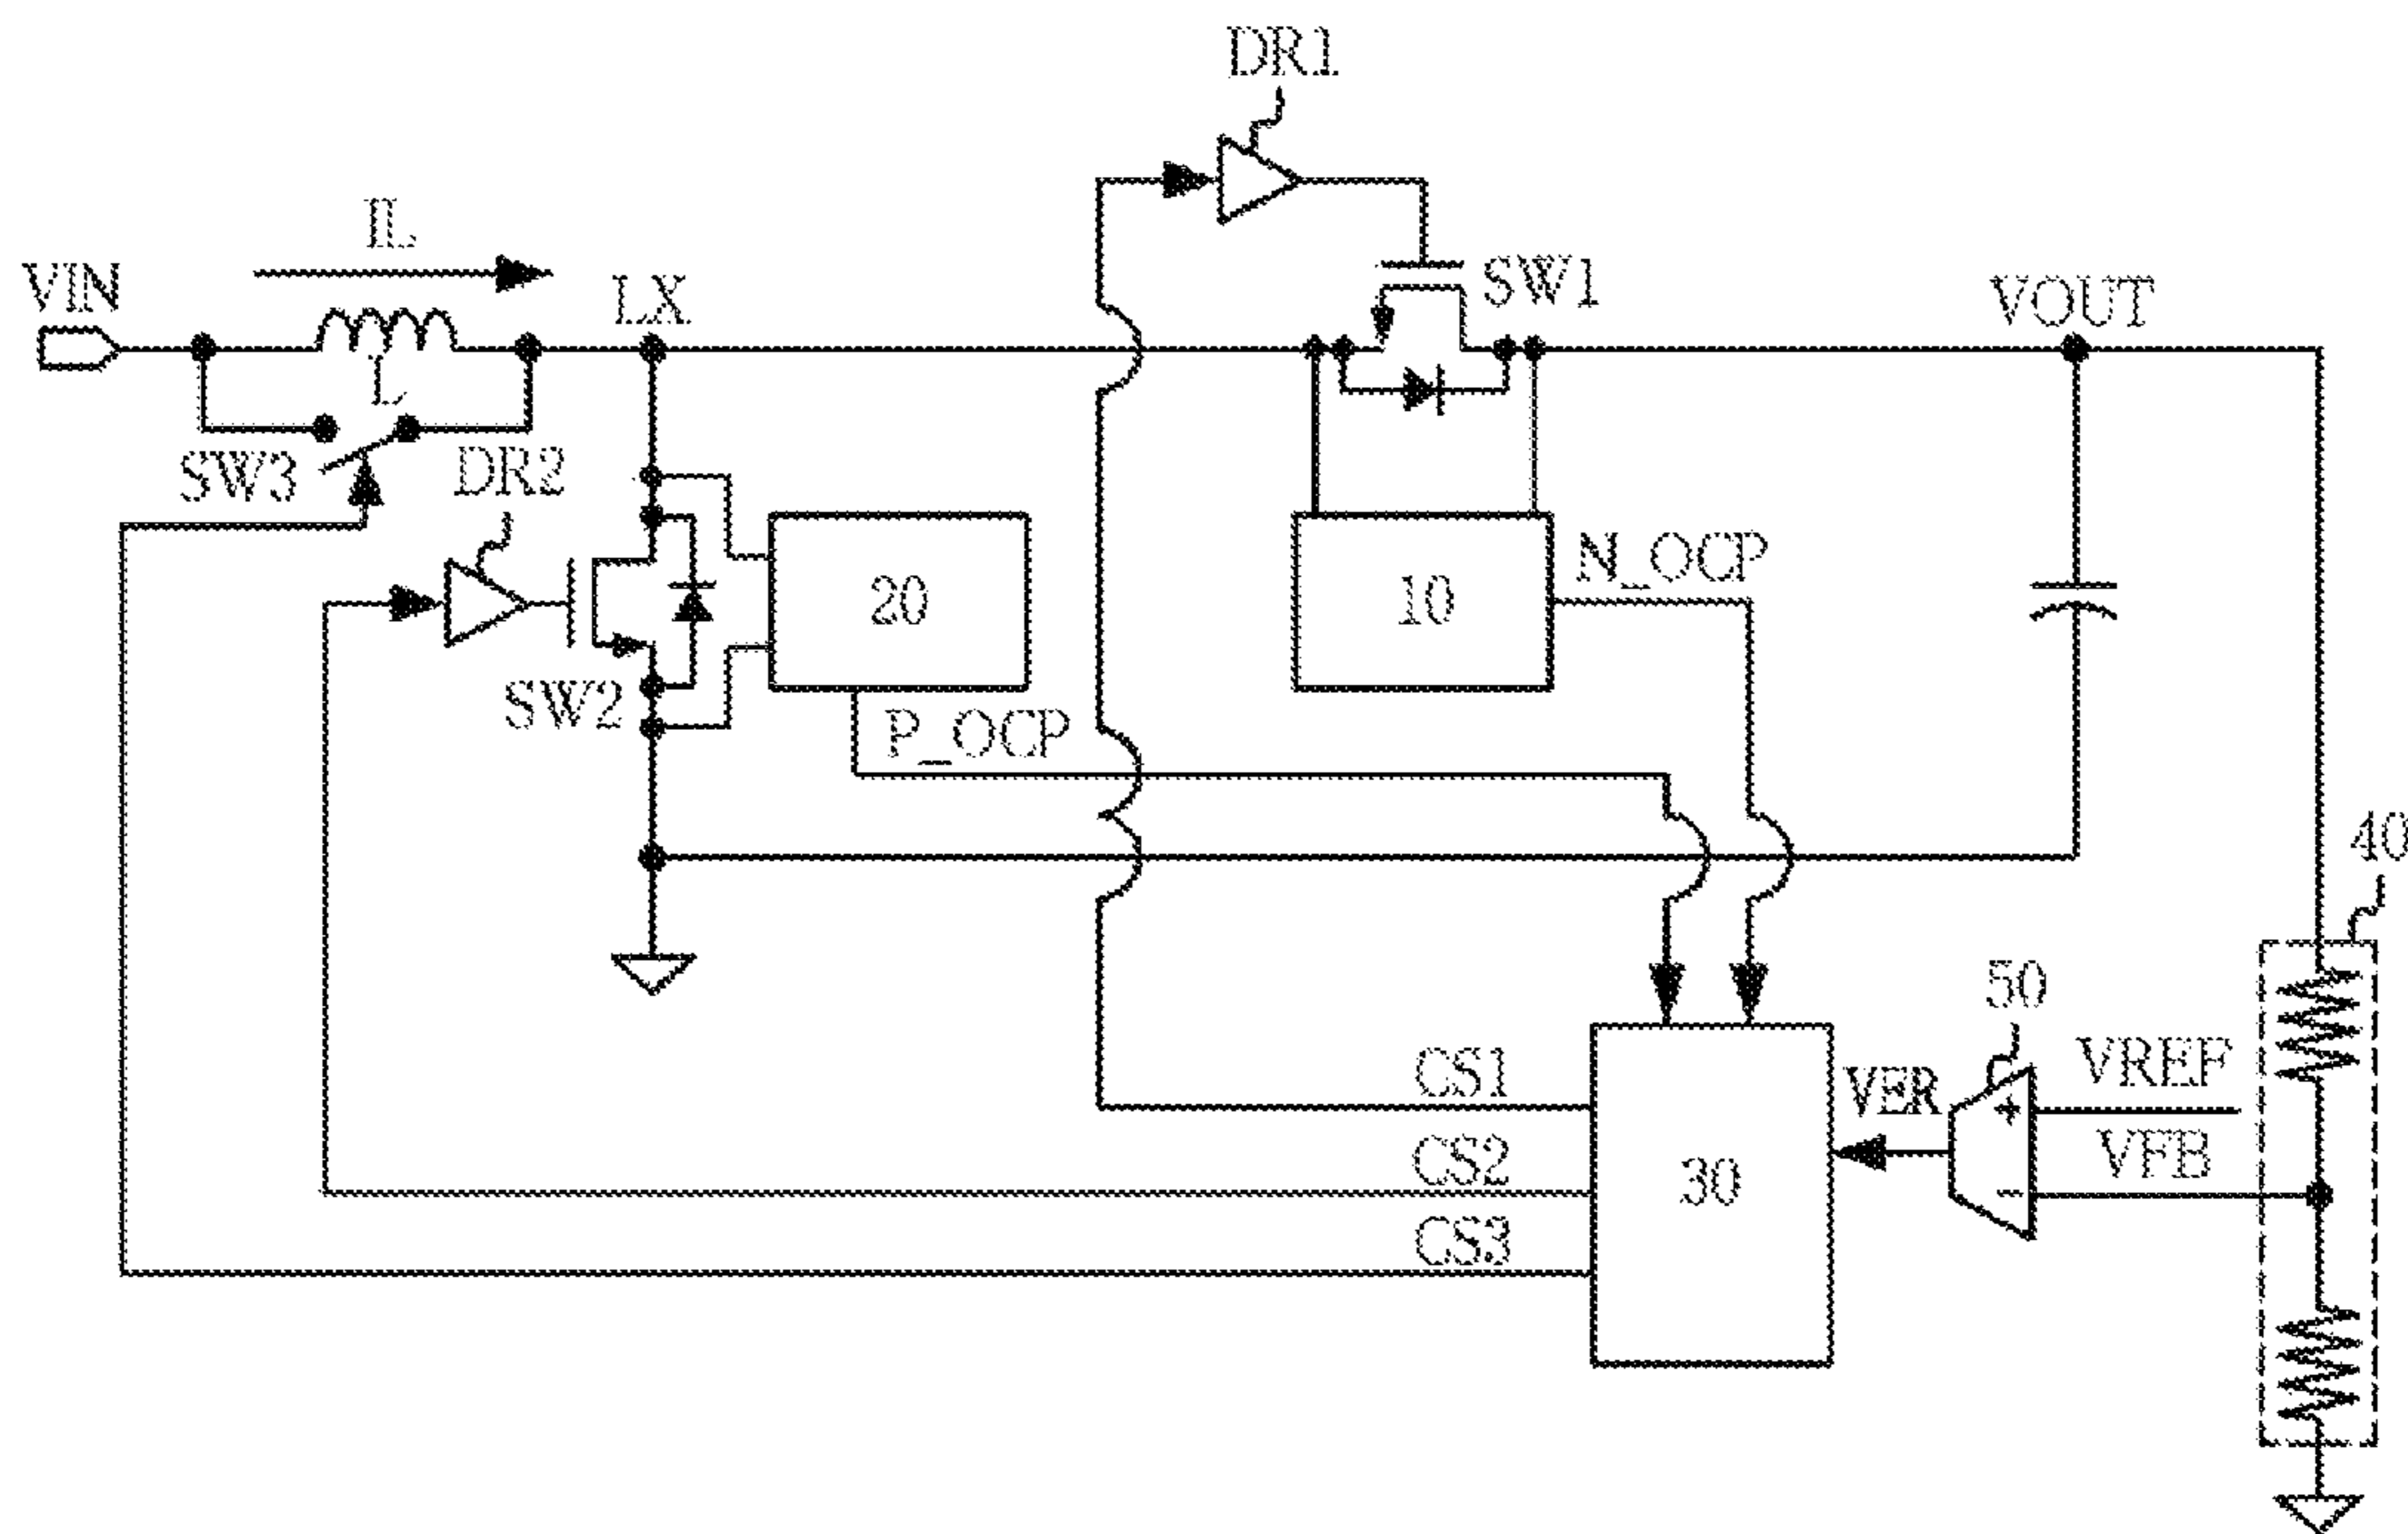 DR1
IL
VIN
LX
SW1
VOUT
L
SW3
DR2
N_OCP
20
10
SW2
P_OCP
40
50
CS1
VREF
VER
+
CS2
VFB
30
−
CS3